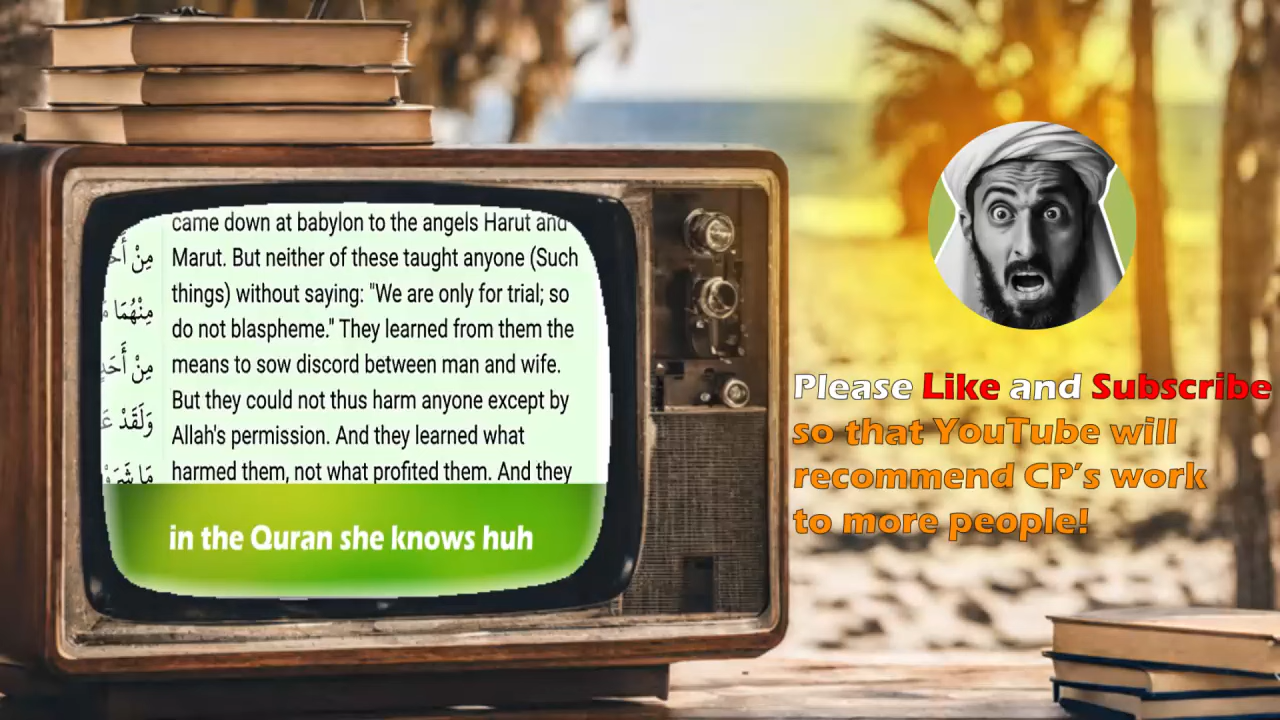 came down at babylon to the angels Harut and
مِنْ
Marut. But neither of these taught anyone (Such
مِنْهُمَا
things) without saying: "We are only for trial; so
do not blaspheme." They learned from them the
مِنْ
means to sow discord between man and wife.
But they could not thus harm anyone except by
وَلَقَدْ
Allah's permission. And they learned what
harmed them, not what profited them. And they
in the Quran she knows huh
Please Like and Subscribe
so that YouTube will
recommend CP's work
to more people!